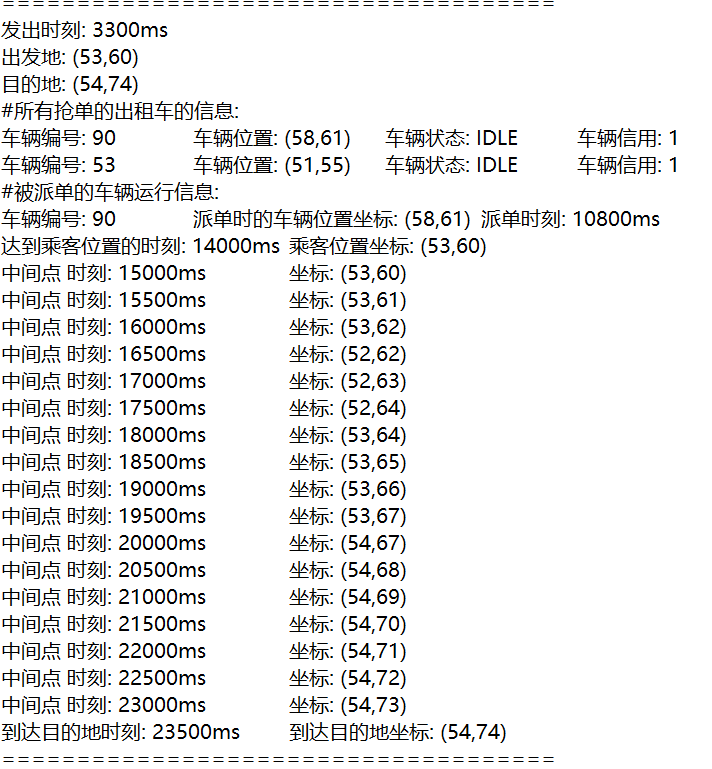 =====================================
发出时刻: 3300ms
出发地: (53,60)
目的地: (54,74)
#所有抢单的出租车的信息:
车辆编号: 90 车辆位置: (58,61) 车辆状态: IDLE 车辆信用: 1
车辆编号: 53 车辆位置: (51,55) 车辆状态: IDLE 车辆信用: 1
#被派单的车辆运行信息:
车辆编号: 90 派单时的车辆位置坐标: (58,61) 派单时刻: 10800ms
达到乘客位置的时刻: 14000ms 乘客位置坐标: (53,60)
中间点 时刻: 15000ms 坐标: (53,60)
中间点 时刻: 15500ms 坐标: (53,61)
中间点 时刻: 16000ms 坐标: (53,62)
中间点 时刻: 16500ms 坐标: (52,62)
中间点 时刻: 17000ms 坐标: (52,63)
中间点 时刻: 17500ms 坐标: (52,64)
中间点 时刻: 18000ms 坐标: (53,64)
中间点 时刻: 18500ms 坐标: (53,65)
中间点 时刻: 19000ms 坐标: (53,66)
中间点 时刻: 19500ms 坐标: (53,67)
中间点 时刻: 20000ms 坐标: (54,67)
中间点 时刻: 20500ms 坐标: (54,68)
中间点 时刻: 21000ms 坐标: (54,69)
中间点 时刻: 21500ms 坐标: (54,70)
中间点 时刻: 22000ms 坐标: (54,71)
中间点 时刻: 22500ms 坐标: (54,72)
中间点 时刻: 23000ms 坐标: (54,73)
到达目的地时刻: 23500ms 到达目的地坐标: (54,74)
=====================================